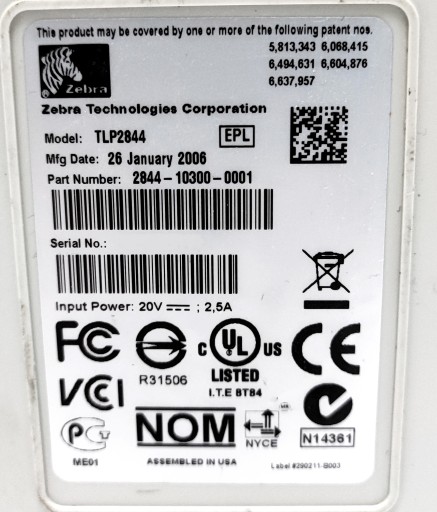 This product may be covered by one or more of the following patent nos.
5,813,343 6,068,415
6,494,631 6,604,876
6,637,957
Zebra
Zebra Technologies Corporation
Model: TLP2844
EPL
Mfg Date: 26 January 2006
Part Number: 2844-10300-0001
Serial No.:
Input Power: 20V ; 2,5A
FC
R31506
C UL US
LISTED
I.T.E 8T84
CE
VCI
N14361
PC
ME01
NOM
NYCE
ASSEMBLED IN USA
Label #290211-B003